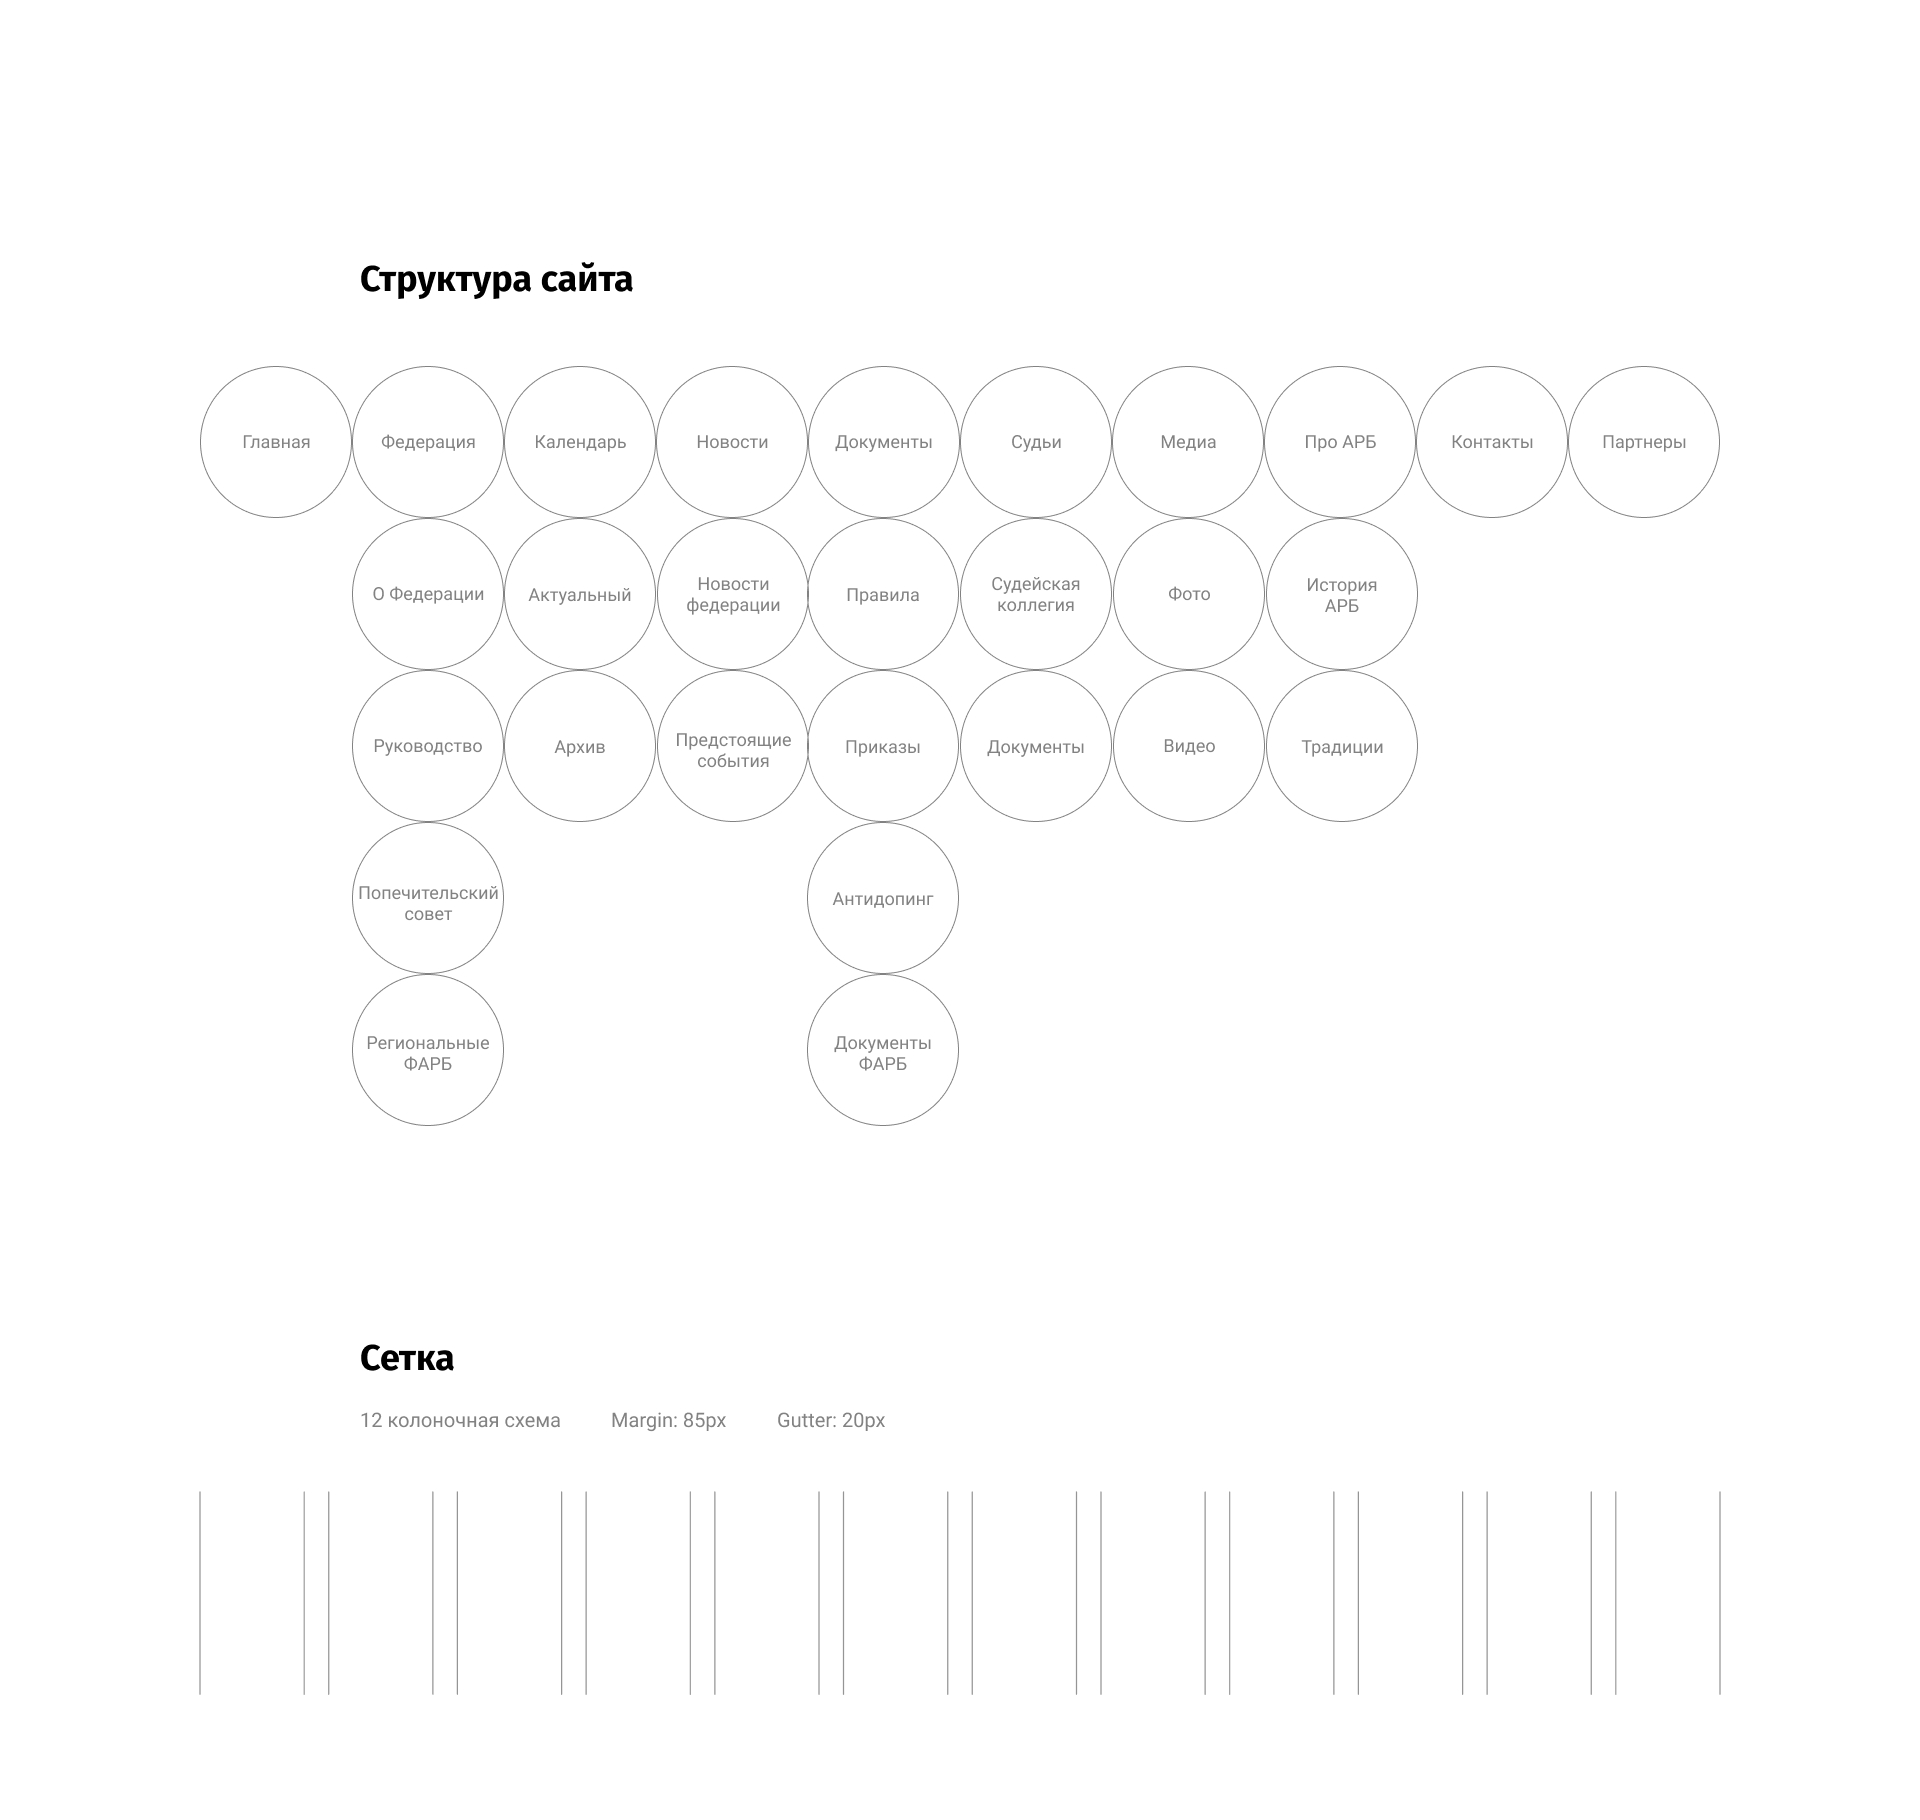 Структура сайта
Главная
Федерация
Календарь
Новости
Документы
Судьи
Медиа
Про АРБ
Контакты
Партнеры
О Федерации
Актуальный
Новости
федерации
Правила
Судейская
коллегия
Фото
История
АРБ
Руководство
Архив
Предстоящие
события
Приказы
Документы
Видео
Традиции
Попечительский
совет
Антидопинг
Региональные
ФАРБ
Документы
ФАРБ
Сетка
12 колоночная схема
Margin: 85px
Gutter: 20px